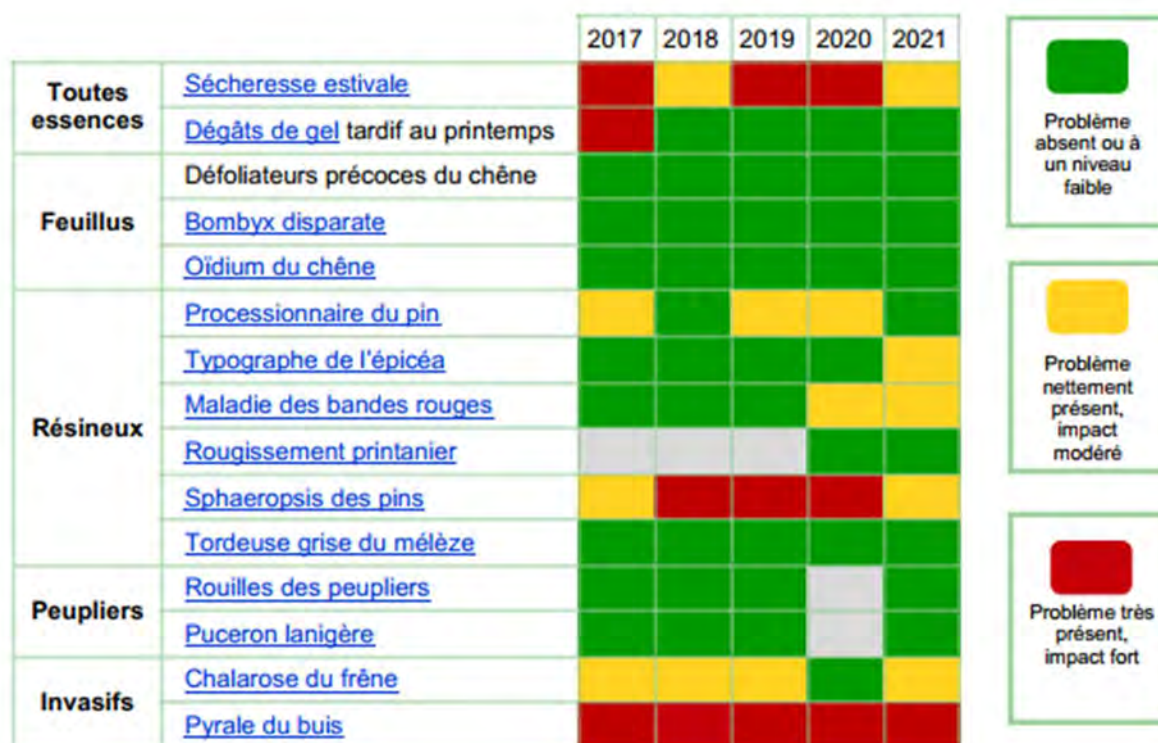 2017 2018 2019 2020 2021
Toutes
essences
Sécheresse estivale
Dégâts de gel tardif au printemps
Feuillus
Défoliateurs précoces du chêne
Bombyx disparate
Oïdium du chêne
Résineux
Processionnaire du pin
Typographe de l'épicéa
Maladie des bandes rouges
Rougissement printanier
Sphaeropsis des pins
Tordeuse grise du mélèze
Peupliers
Rouilles des peupliers
Puceron lanigère
Invasifs
Chalarose du frêne
Pyrale du buis
Problème
absent ou à
un niveau
faible
Problème
nettement
présent,
impact
modéré
Problème très
présent,
impact fort